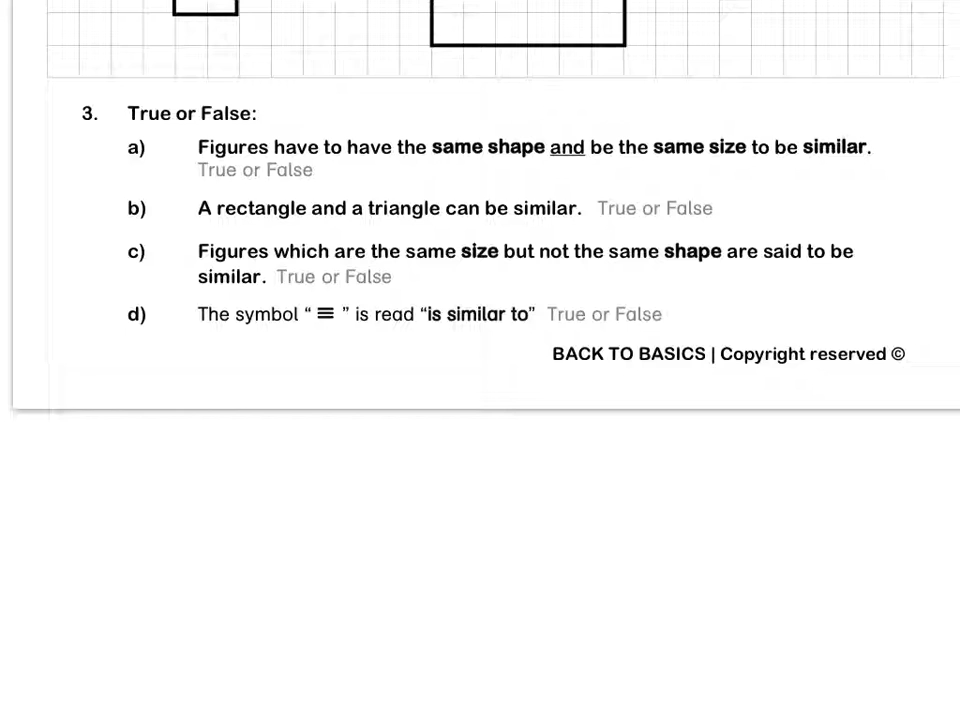 3. True or False:
a) Figures have to have the same shape and be the same size to be similar.
True or False
b) A rectangle and a triangle can be similar. True or False
c) Figures which are the same size but not the same shape are said to be
similar. True or False
d) The symbol “ ≡ ” is read “is similar to” True or False
BACK TO BASICS | Copyright reserved ©